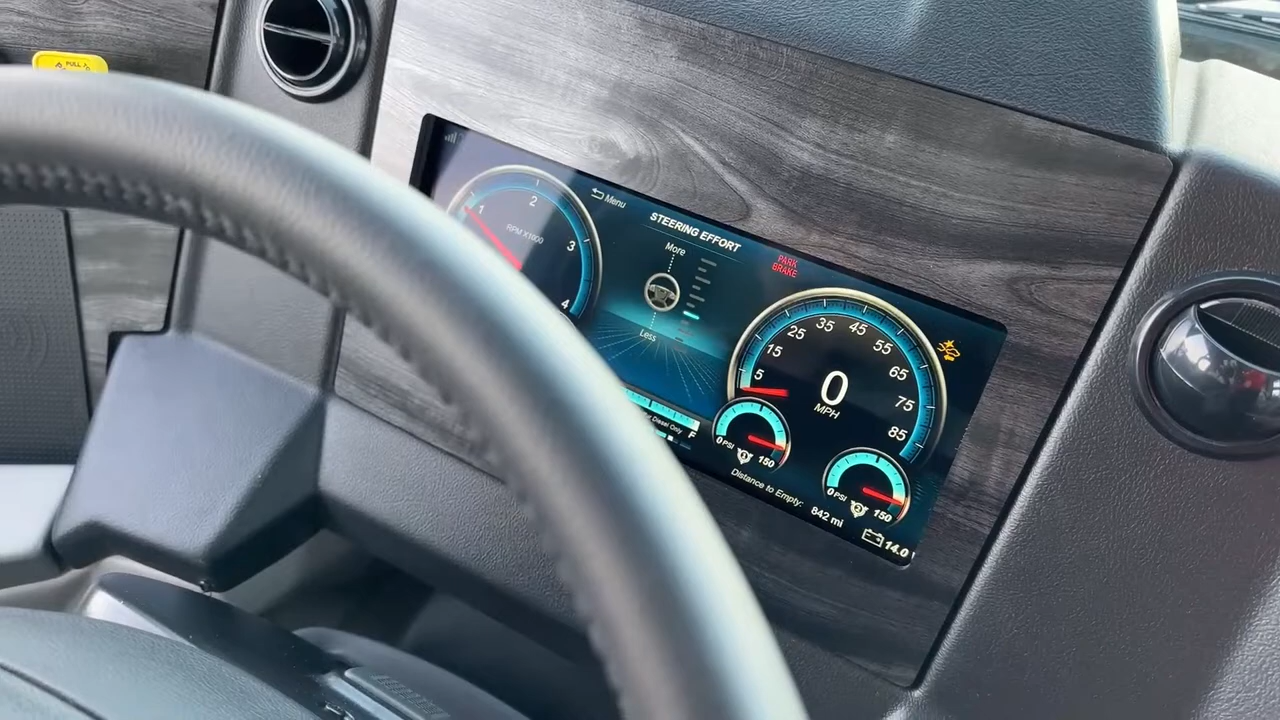 PULL
1
2
3
4
RPM X1000
Menu
STEERING EFFORT
More
Less
PARK
BRAKE
5
15
25
35
45
55
65
75
85
0
MPH
Diesel Only
F
0 PSI
1
150
0 PSI
2
150
Distance to Empty:
842 mi
14.0